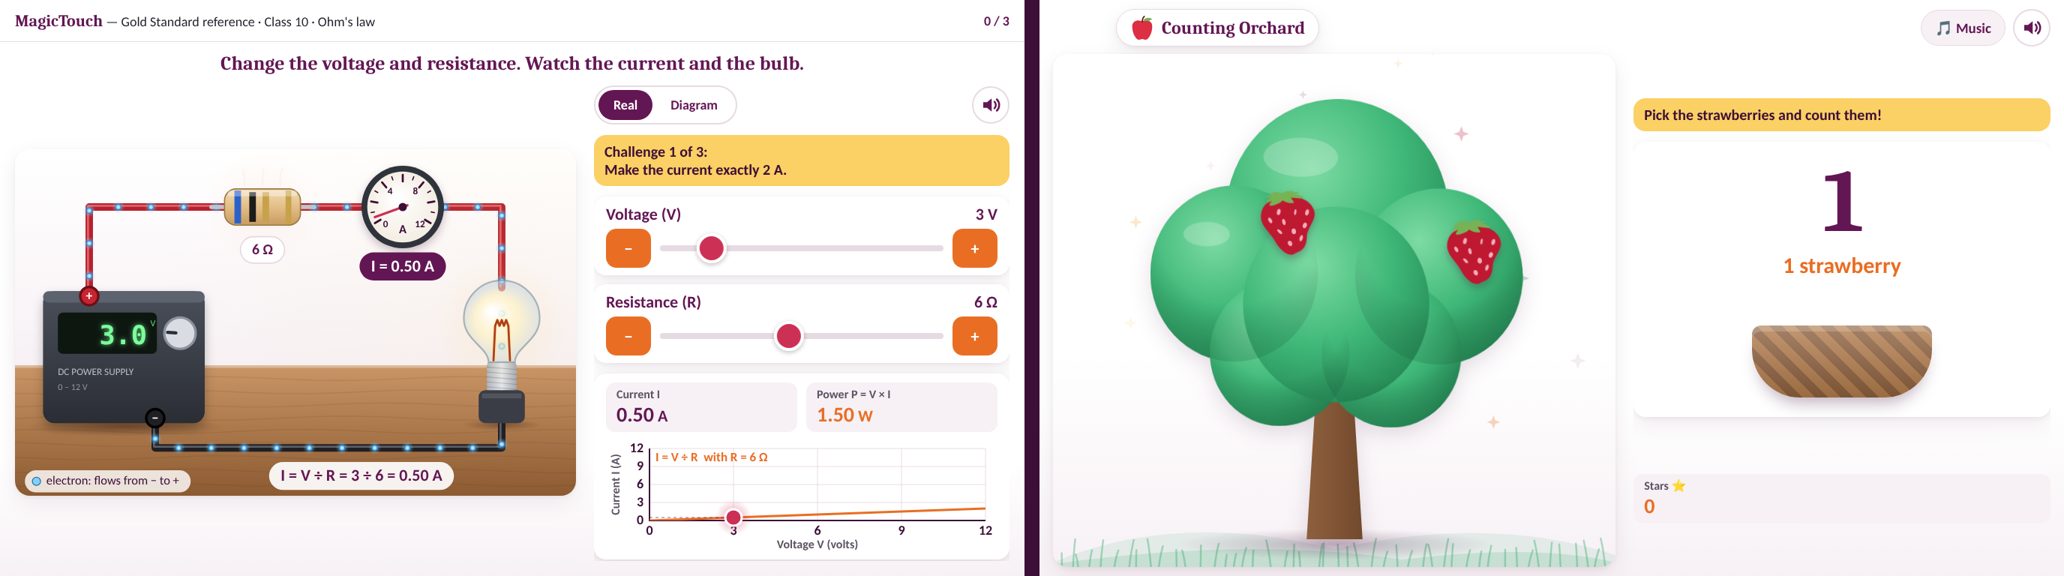 MagicTouch — Gold Standard reference · Class 10 · Ohm's law
0 / 3
Change the voltage and resistance. Watch the current and the bulb.
Real
Diagram
Challenge 1 of 3:
Make the current exactly 2 A.
Voltage (V)
3 V
−
+
Resistance (R)
6 Ω
−
+
Current I
0.50 A
Power P = V × I
1.50 W
I = V ÷ R with R = 6 Ω
Current I (A)
12
9
6
3
0
0
3
6
9
12
Voltage V (volts)
6 Ω
4
8
0
12
A
I = 0.50 A
+
3.0
V
DC POWER SUPPLY
0 – 12 V
−
electron: flows from − to +
I = V ÷ R = 3 ÷ 6 = 0.50 A
Counting Orchard
Music
Pick the strawberries and count them!
1
1 strawberry
Stars ⭐
0